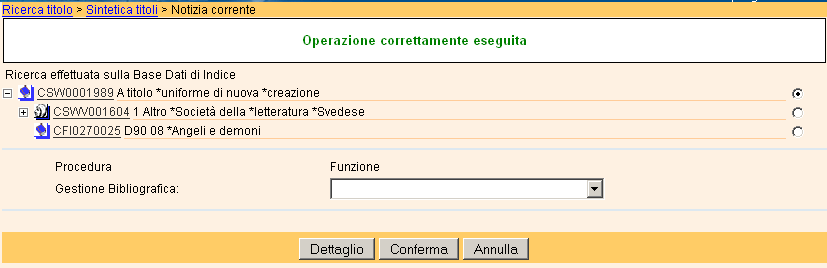 Ricerca titolo > Sintetica titoli > Notizia corrente
Operazione correttamente eseguita
Ricerca effettuata sulla Base Dati di Indice
CSW0001989 A titolo *uniforme di nuova *creazione
CSWV001604 1 Altro *Società della *letteratura *Svedese
CFI0270025 D90 08 *Angeli e demoni
Procedura Funzione
Gestione Bibliografica:
Dettaglio Conferma Annulla